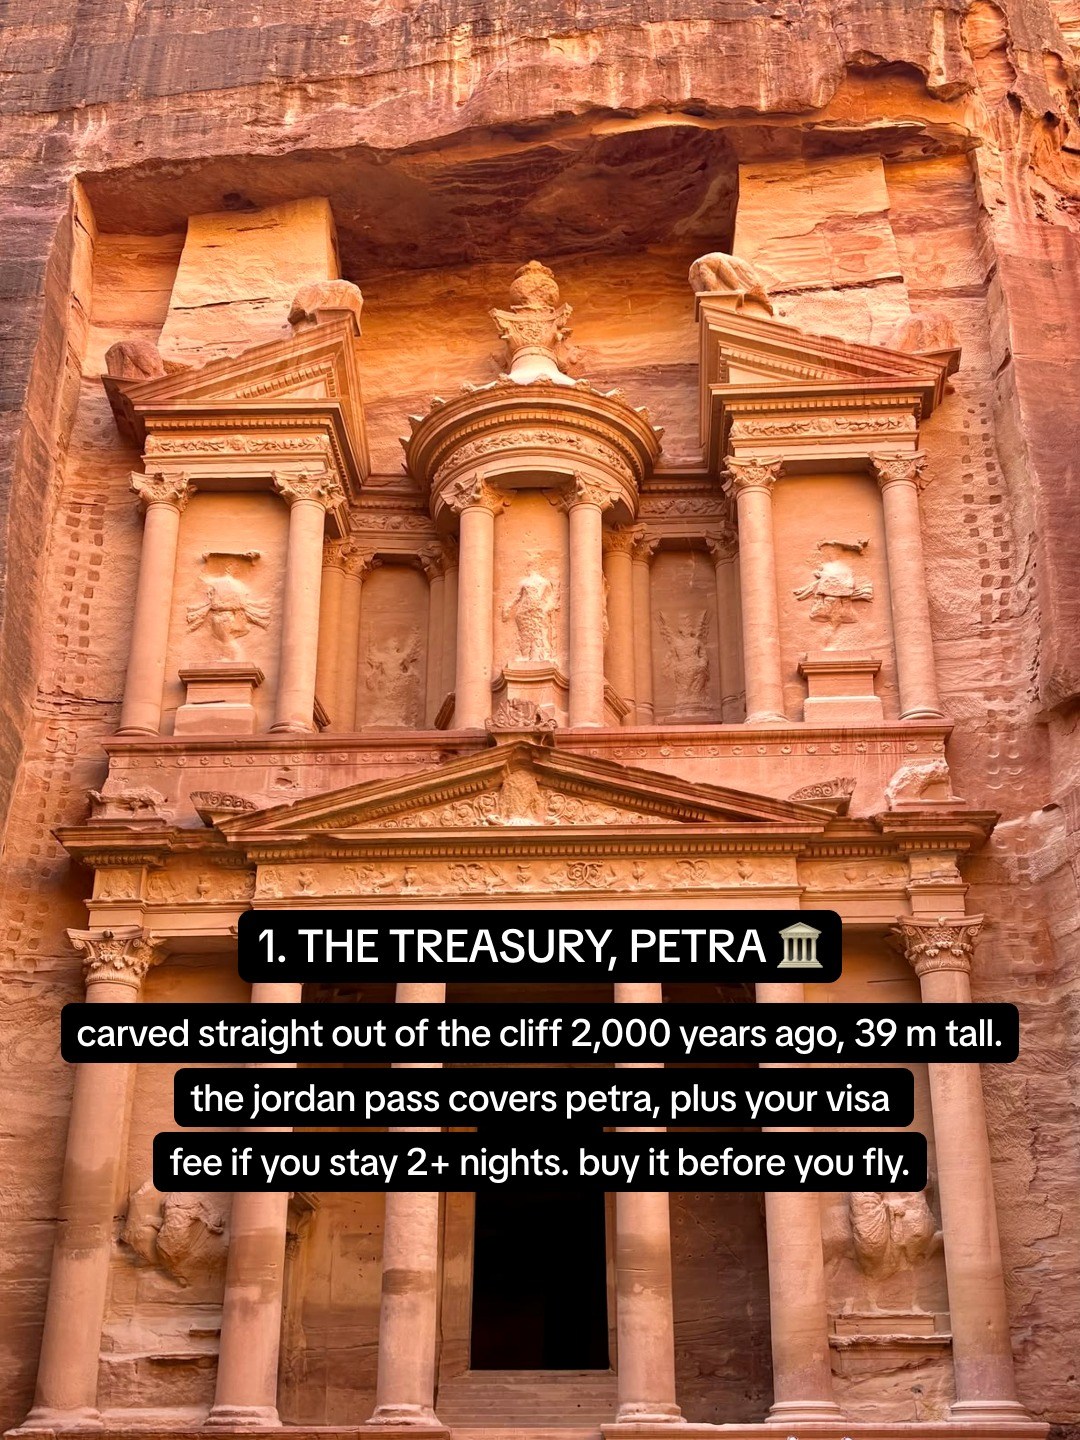 1. THE TREASURY, PETRA 🏛️
carved straight out of the cliff 2,000 years ago, 39 m tall.
the jordan pass covers petra, plus your visa
fee if you stay 2+ nights. buy it before you fly.